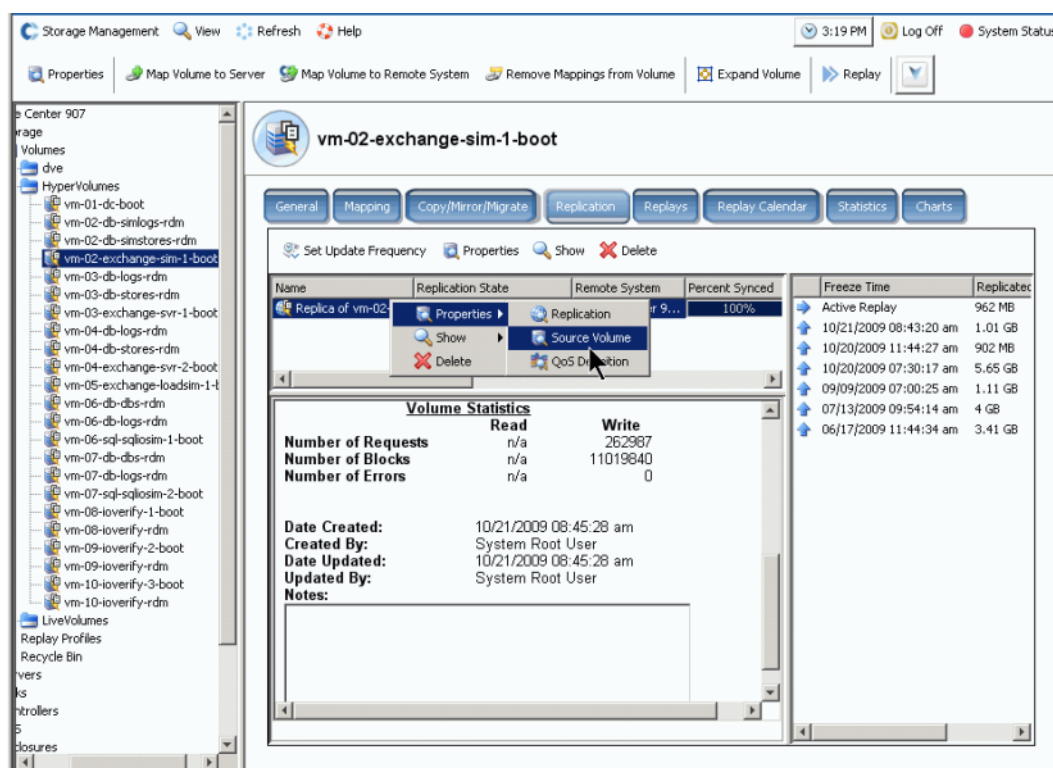 Storage Management View Refresh Help 3:19 PM Log Off System Status
Properties Map Volume to Server Map Volume to Remote System Remove Mappings from Volume Expand Volume Replay
e Center 907
rage
Volumes
dve
HyperVolumes
vm-01-dc-boot
vm-02-db-simlogs-rdm
vm-02-db-simstores-rdm
vm-02-exchange-sim-1-boot
vm-03-db-logs-rdm
vm-03-db-stores-rdm
vm-03-exchange-svr-1-boot
vm-04-db-logs-rdm
vm-04-db-stores-rdm
vm-04-exchange-svr-2-boot
vm-05-exchange-loadsim-1-b
vm-06-db-dbs-rdm
vm-06-db-logs-rdm
vm-06-sql-sqliosim-1-boot
vm-07-db-dbs-rdm
vm-07-db-logs-rdm
vm-07-sql-sqliosim-2-boot
vm-08-ioverify-1-boot
vm-08-ioverify-rdm
vm-09-ioverify-2-boot
vm-09-ioverify-rdm
vm-10-ioverify-3-boot
vm-10-ioverify-rdm
LiveVolumes
Replay Profiles
Recycle Bin
vers
ks
ntrollers
losures
vm-02-exchange-sim-1-boot
General Mapping Copy/Mirror/Migrate Replication Replays Replay Calendar Statistics Charts
Set Update Frequency Properties Show Delete
Name Replication State Remote System Percent Synced
Replica of vm-02- r 9... 100%
Properties
Show
Delete
Replication
Source Volume
QoS Definition
Volume Statistics
Read Write
Number of Requests n/a 262987
Number of Blocks n/a 11019840
Number of Errors n/a 0
Date Created: 10/21/2009 08:45:28 am
Created By: System Root User
Date Updated: 10/21/2009 08:45:28 am
Updated By: System Root User
Notes:
Freeze Time Replicated
Active Replay 962 MB
10/21/2009 08:43:20 am 1.01 GB
10/20/2009 11:44:27 am 902 MB
10/20/2009 07:30:17 am 5.65 GB
09/09/2009 07:00:25 am 1.11 GB
07/13/2009 09:54:14 am 4 GB
06/17/2009 11:44:34 am 3.41 GB